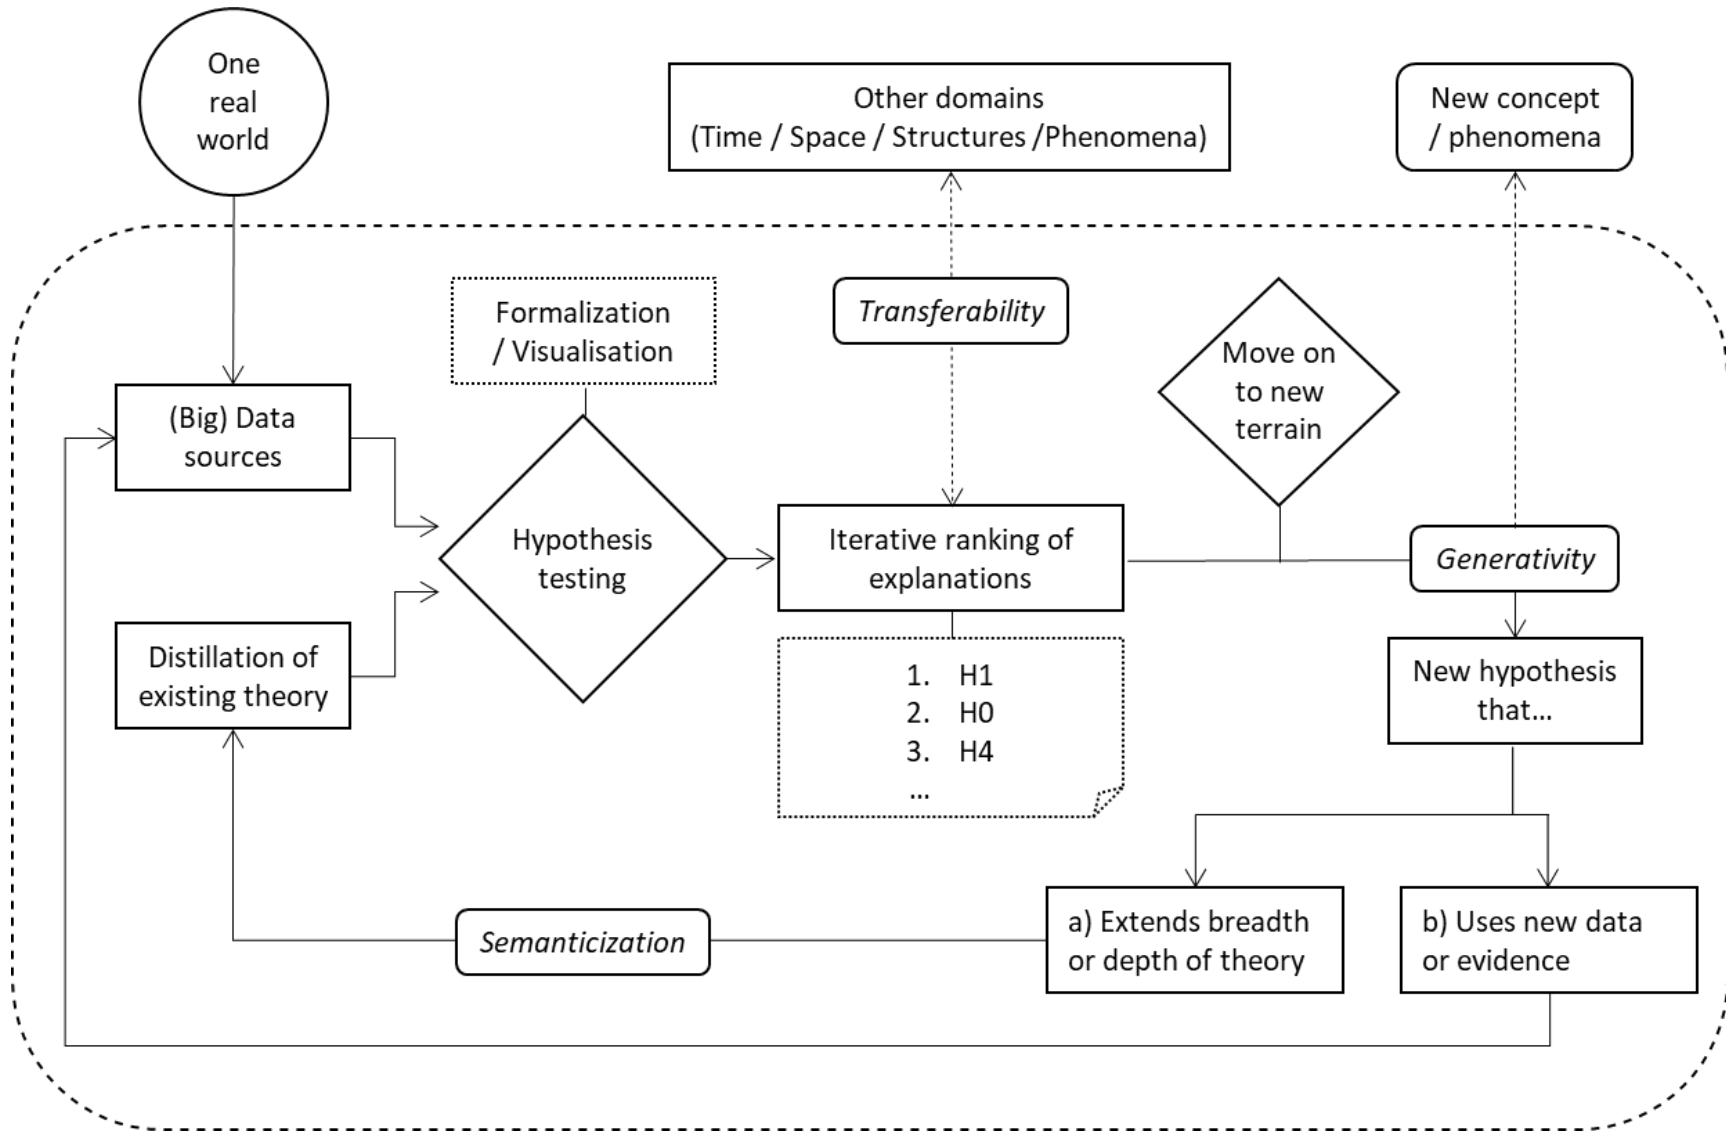 One
real
world
Other domains
(Time / Space / Structures /Phenomena)
New concept
/ phenomena
Formalization
/ Visualisation
Transferability
Move on
to new
terrain
(Big) Data
sources
Hypothesis
testing
Iterative ranking of
explanations
Generativity
Distillation of
existing theory
1. H1
2. H0
3. H4
...
New hypothesis
that...
a) Extends breadth
or depth of theory
b) Uses new data
or evidence
Semanticization